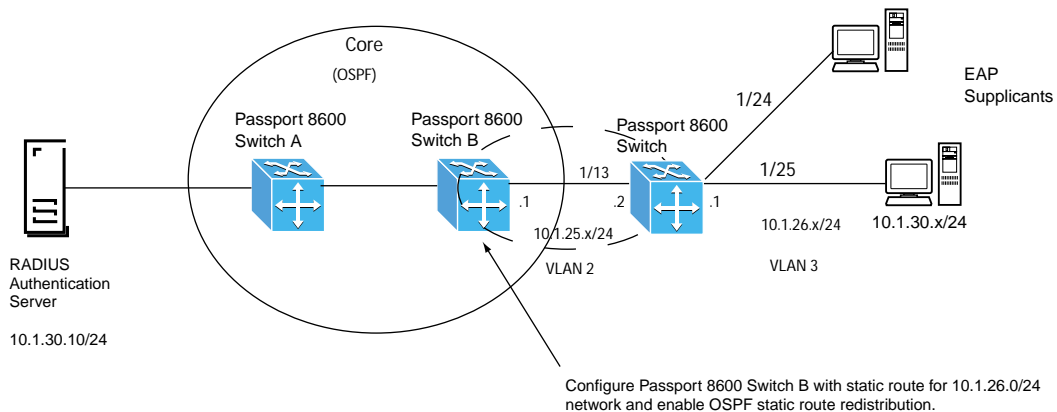 Core
(OSPF)
Passport 8600
Switch A
Passport 8600
Switch B
Passport 8600
Switch
EAP
Supplicants
1/24
1/13
1/25
.1
.2
.1
10.1.25.x/24
10.1.26.x/24
10.1.30.x/24
VLAN 2
VLAN 3
RADIUS
Authentication
Server
10.1.30.10/24
Configure Passport 8600 Switch B with static route for 10.1.26.0/24
network and enable OSPF static route redistribution.